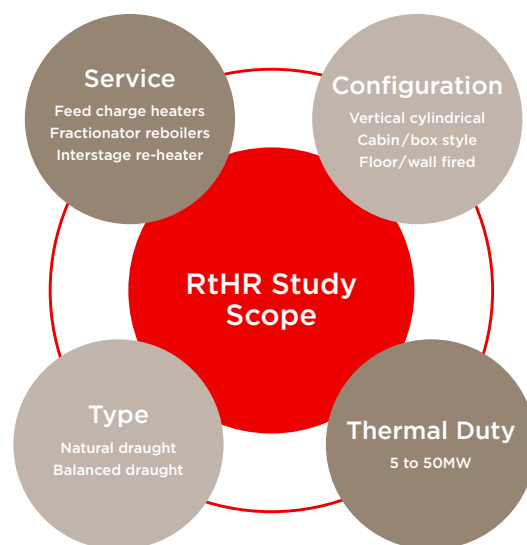 Service
Feed charge heaters
Fractionator reboilers
Interstage re-heater
Configuration
Vertical cylindrical
Cabin/box style
Floor/wall fired
RtHR Study
Scope
Type
Natural draught
Balanced draught
Thermal Duty
5 to 50MW